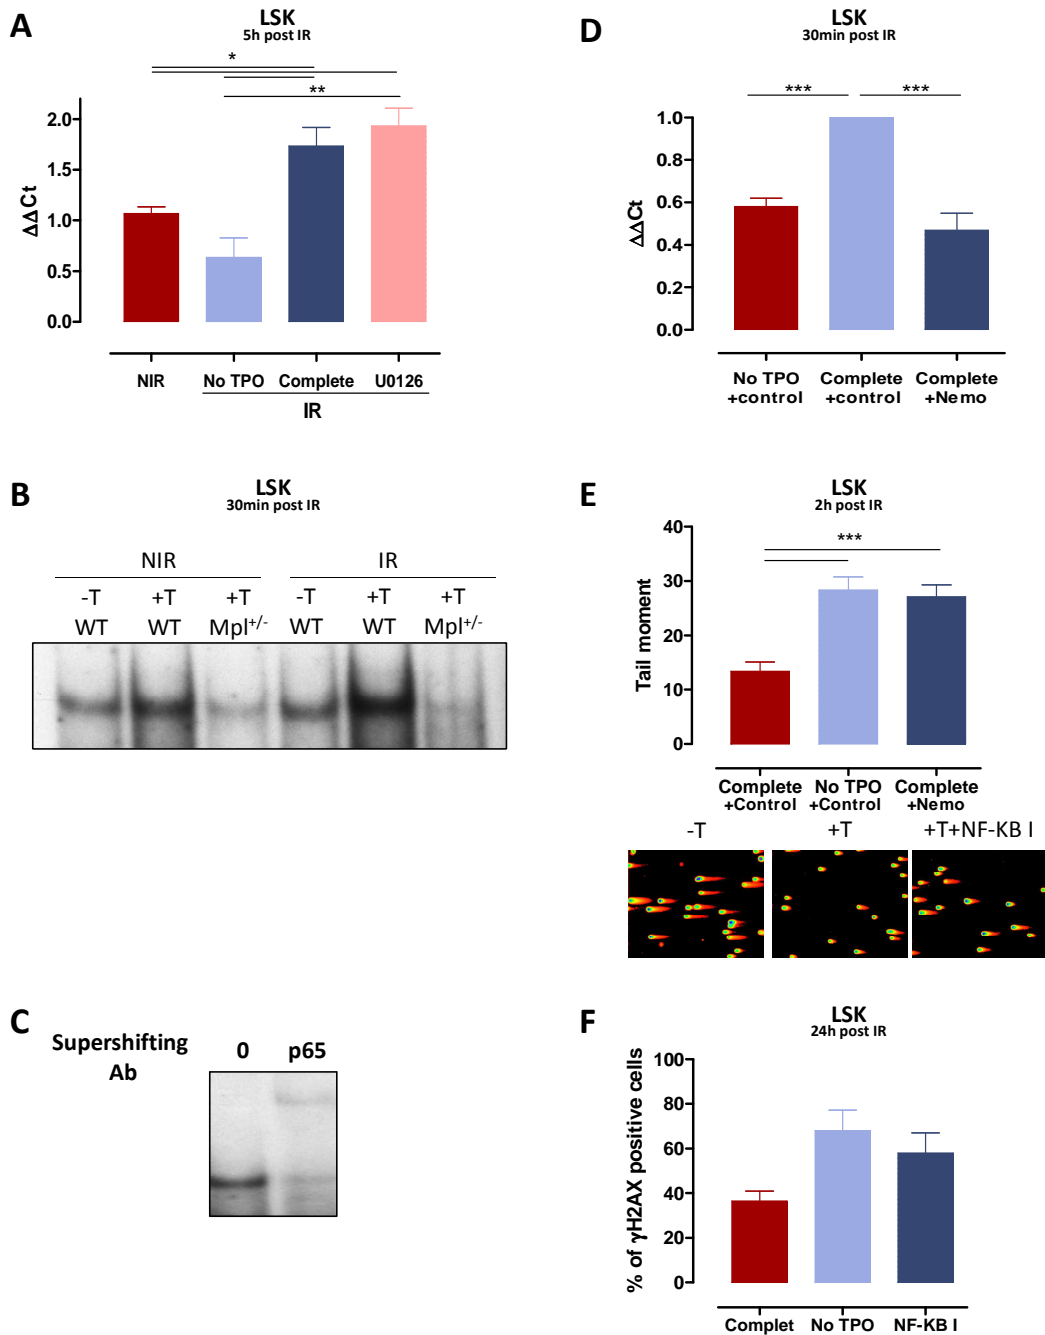 A
LSK
5h post IR
*
**
ΔΔCt
2.0
1.5
1.0
0.5
0.0
NIR
No TPO
Complete
U0126
IR
B
LSK
30min post IR
NIR
IR
-T
+T
+T
-T
+T
+T
WT
WT
Mpl+/-
WT
WT
Mpl+/-
C
Supershifting
Ab
0
p65
D
LSK
30min post IR
***
***
ΔΔCt
1.0
0.8
0.6
0.4
0.2
0.0
No TPO
+control
Complete
+control
Complete
+Nemo
E
LSK
2h post IR
***
Tail moment
40
30
20
10
0
Complete
+Control
No TPO
+Control
Complete
+Nemo
-T
+T
+T+NF-KB I
F
LSK
24h post IR
% of γH2AX positive cells
100
80
60
40
20
0
Complet
No TPO
NF-KB I